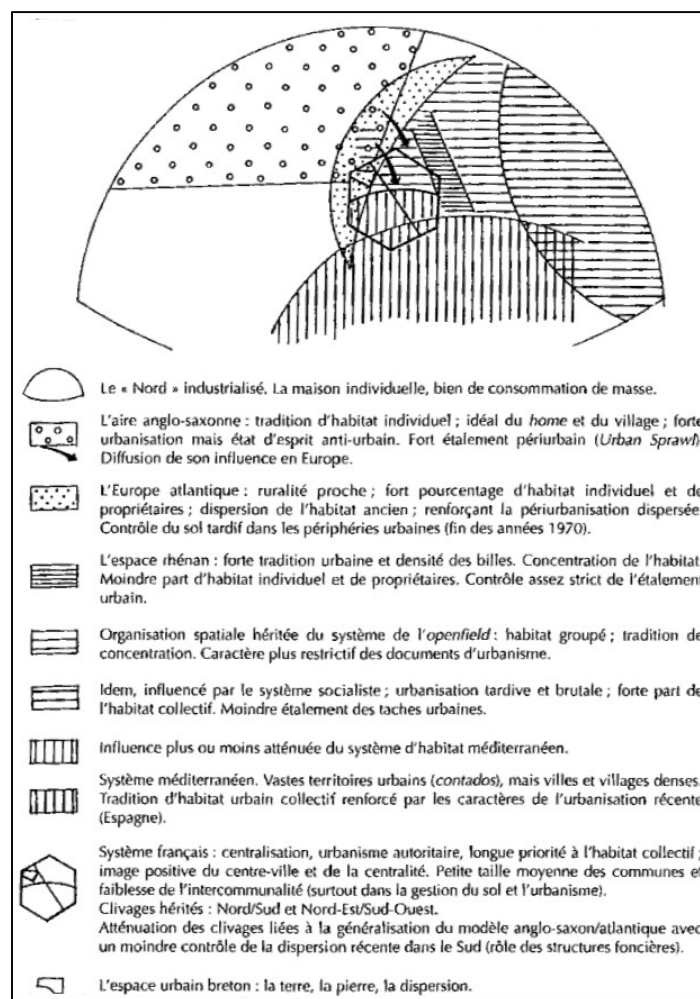 Le « Nord » industrialisé. La maison individuelle, bien de consommation de masse.
L'aire anglo-saxonne : tradition d'habitat individuel ; idéal du home et du village ; forte
urbanisation mais état d'esprit anti-urbain. Fort étalement périurbain (Urban Sprawl)
Diffusion de son influence en Europe.
L'Europe atlantique : ruralité proche ; fort pourcentage d'habitat individuel et de
propriétaires ; dispersion de l'habitat ancien ; renforçant la périurbanisation dispersée
Contrôle du sol tardif dans les périphéries urbaines (fin des années 1970).
L'espace rhénan : forte tradition urbaine et densité des billes. Concentration de l'habitat
Moindre part d'habitat individuel et de propriétaires. Contrôle assez strict de l'étalement
urbain.
Organisation spatiale héritée du système de l'openfield : habitat groupé ; tradition de
concentration. Caractère plus restrictif des documents d'urbanisme.
Idem, influencé par le système socialiste ; urbanisation tardive et brutale ; forte part de
l'habitat collectif. Moindre étalement des taches urbaines.
Influence plus ou moins atténuée du système d'habitat méditerranéen.
Système méditerranéen. Vastes territoires urbains (contados), mais villes et villages denses.
Tradition d'habitat urbain collectif renforcé par les caractères de l'urbanisation récente
(Espagne).
Système français : centralisation, urbanisme autoritaire, longue priorité à l'habitat collectif ;
image positive du centre-ville et de la centralité. Petite taille moyenne des communes et
faiblesse de l'intercommunalité (surtout dans la gestion du sol et l'urbanisme).
Clivages hérités : Nord/Sud et Nord-Est/Sud-Ouest.
Atténuation des clivages liées à la généralisation du modèle anglo-saxon/atlantique avec
un moindre contrôle de la dispersion récente dans le Sud (rôle des structures foncières).
L'espace urbain breton : la terre, la pierre, la dispersion.